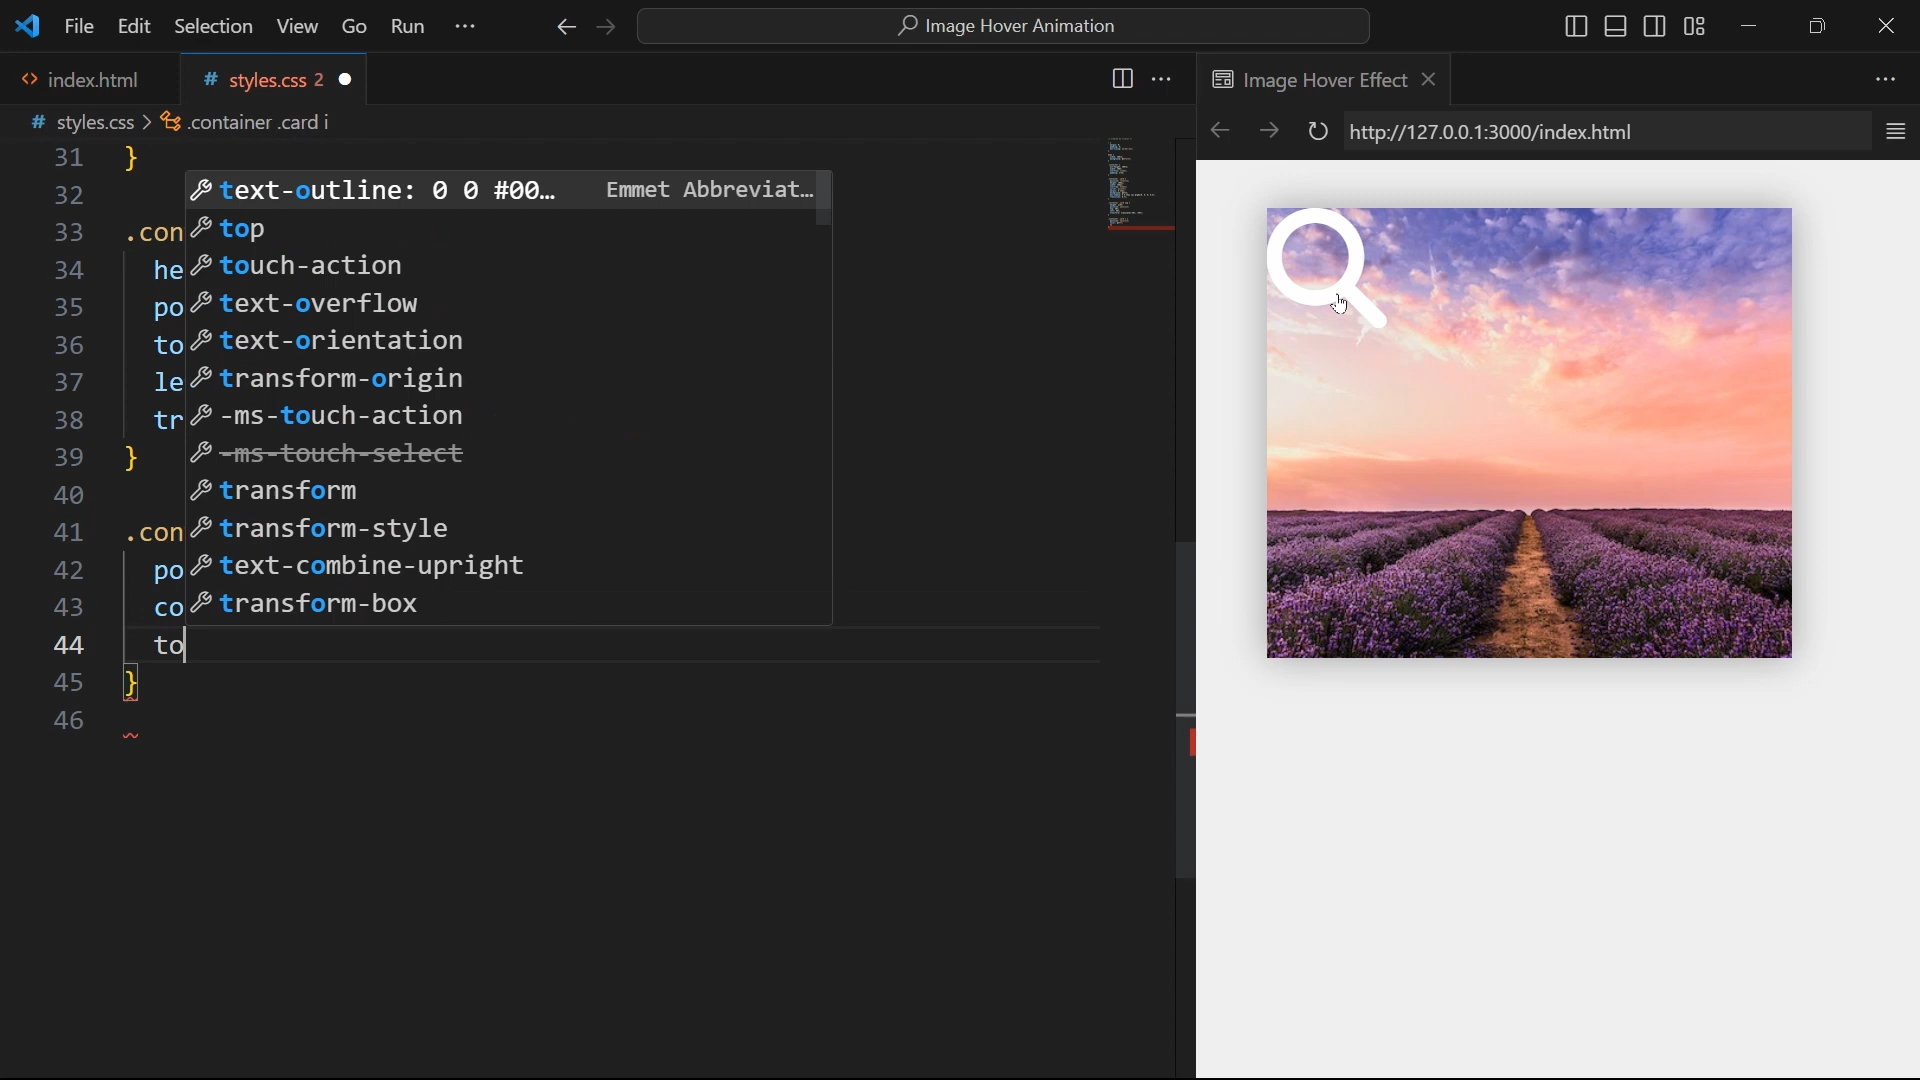 File Edit Selection View Go Run ··· Image Hover Animation
index.html # styles.css 2 Image Hover Effect
# styles.css > .container .card i
http://127.0.0.1:3000/index.html
31 }
32
33 .con
34 he
35 po
36 to
37 le
38 tr
39 }
40
41 .con
42 po
43 co
44 to
45 }
46
text-outline: 0 0 #00… Emmet Abbreviat…
top
touch-action
text-overflow
text-orientation
transform-origin
-ms-touch-action
-ms-touch-select
transform
transform-style
text-combine-upright
transform-box